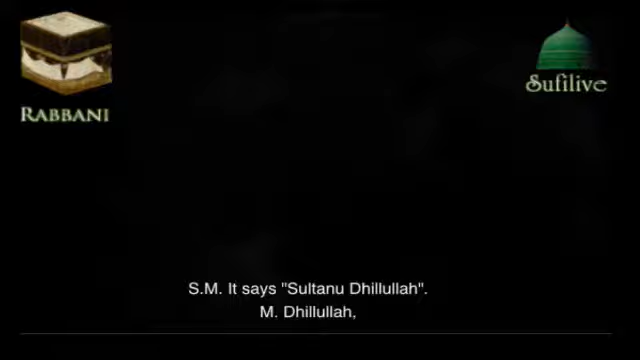 RABBANI
Sufilive
S.M. It says "Sultanu Dhillullah".
M. Dhillullah,